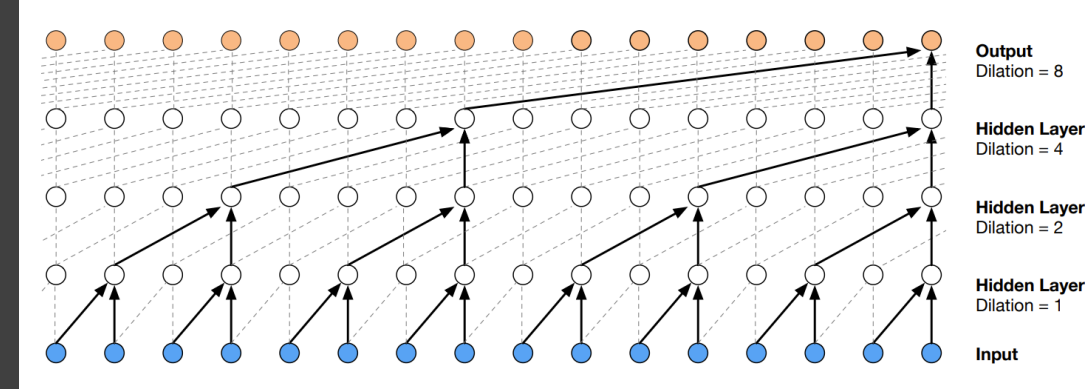 Output
Dilation = 8
Hidden Layer
Dilation = 4
Hidden Layer
Dilation = 2
Hidden Layer
Dilation = 1
Input